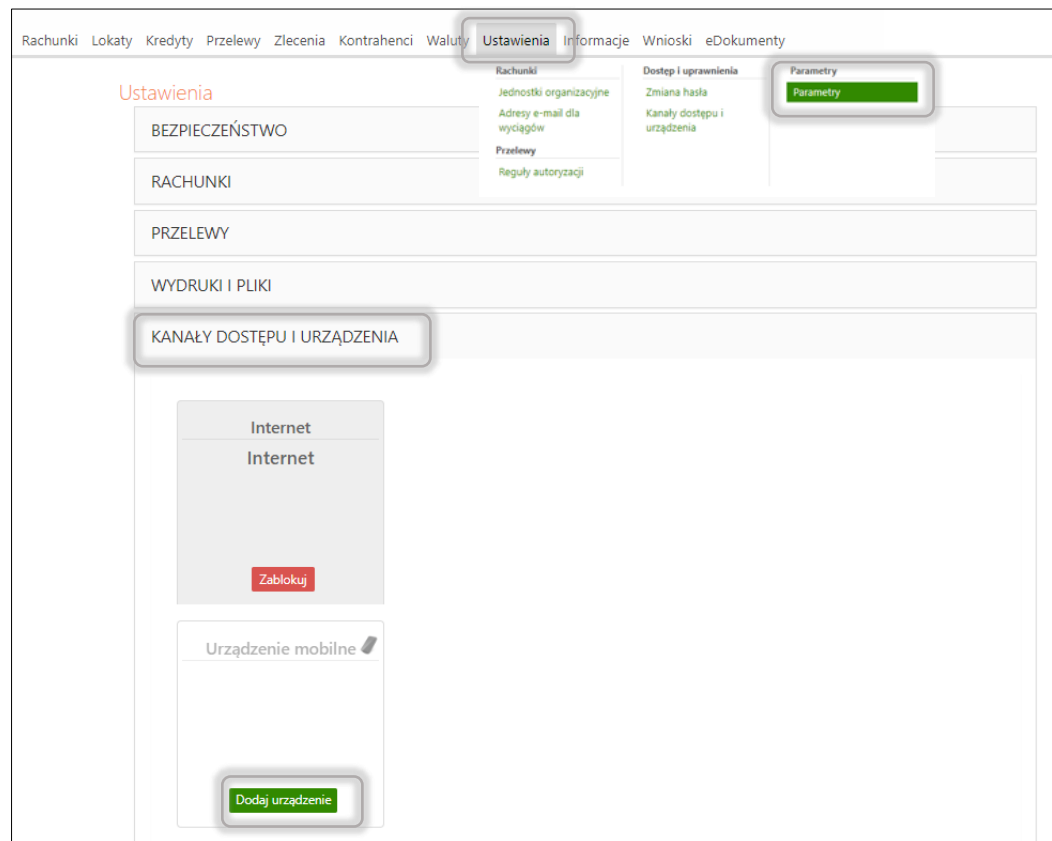 Rachunki Lokaty Kredyty Przelewy Zlecenia Kontrahenci Waluty Ustawienia Informacje Wnioski eDokumenty
Rachunki
Jednostki organizacyjne
Adresy e-mail dla
wyciągów
Przelewy
Reguły autoryzacji
Dostęp i uprawnienia
Zmiana hasła
Kanały dostępu i
urządzenia
Parametry
Parametry
Ustawienia
BEZPIECZEŃSTWO
RACHUNKI
PRZELEWY
WYDRUKI I PLIKI
KANAŁY DOSTĘPU I URZĄDZENIA
Internet
Internet
Zablokuj
Urządzenie mobilne
Dodaj urządzenie